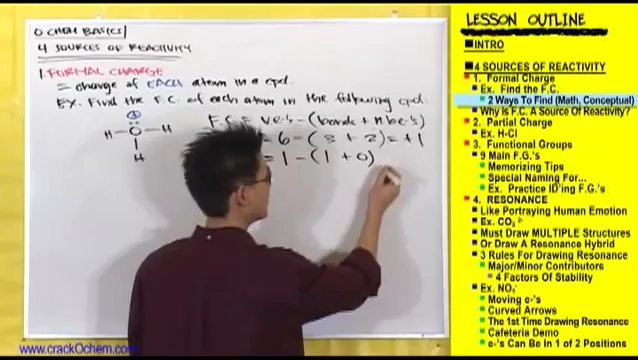 O CHEM BASICS
4 SOURCES OF REACTIVITY
1. FORMAL CHARGE
= charge of EACH atom in a cpd.
EX. Find the F.C. of each atom in the following cpd.
F.C. = v.e-s - (bonds + nbe-s)
H-O-H
H
= 6 - (3 + 2) = +1
= 1 - (1 + 0)
www.crackOchem.com
LESSON OUTLINE
INTRO
4 SOURCES OF REACTIVITY
1. Formal Charge
Ex. Find the F.C.
2 Ways To Find (Math, Conceptual)
Why Is F.C. A Source Of Reactivity?
2. Partial Charge
Ex. H-Cl
3. Functional Groups
9 Main F.G.'s
Memorizing Tips
Special Naming For...
Ex. Practice ID'ing F.G.'s
4. RESONANCE
Like Portraying Human Emotion
Ex. CO₃²⁻
Must Draw MULTIPLE Structures
Or Draw A Resonance Hybrid
3 Rules For Drawing Resonance
Major/Minor Contributors
4 Factors Of Stability
Ex. NO₃⁻
Moving e-'s
Curved Arrows
The 1st Time Drawing Resonance
Cafeteria Demo
e-'s Can Be In 1 of 2 Positions